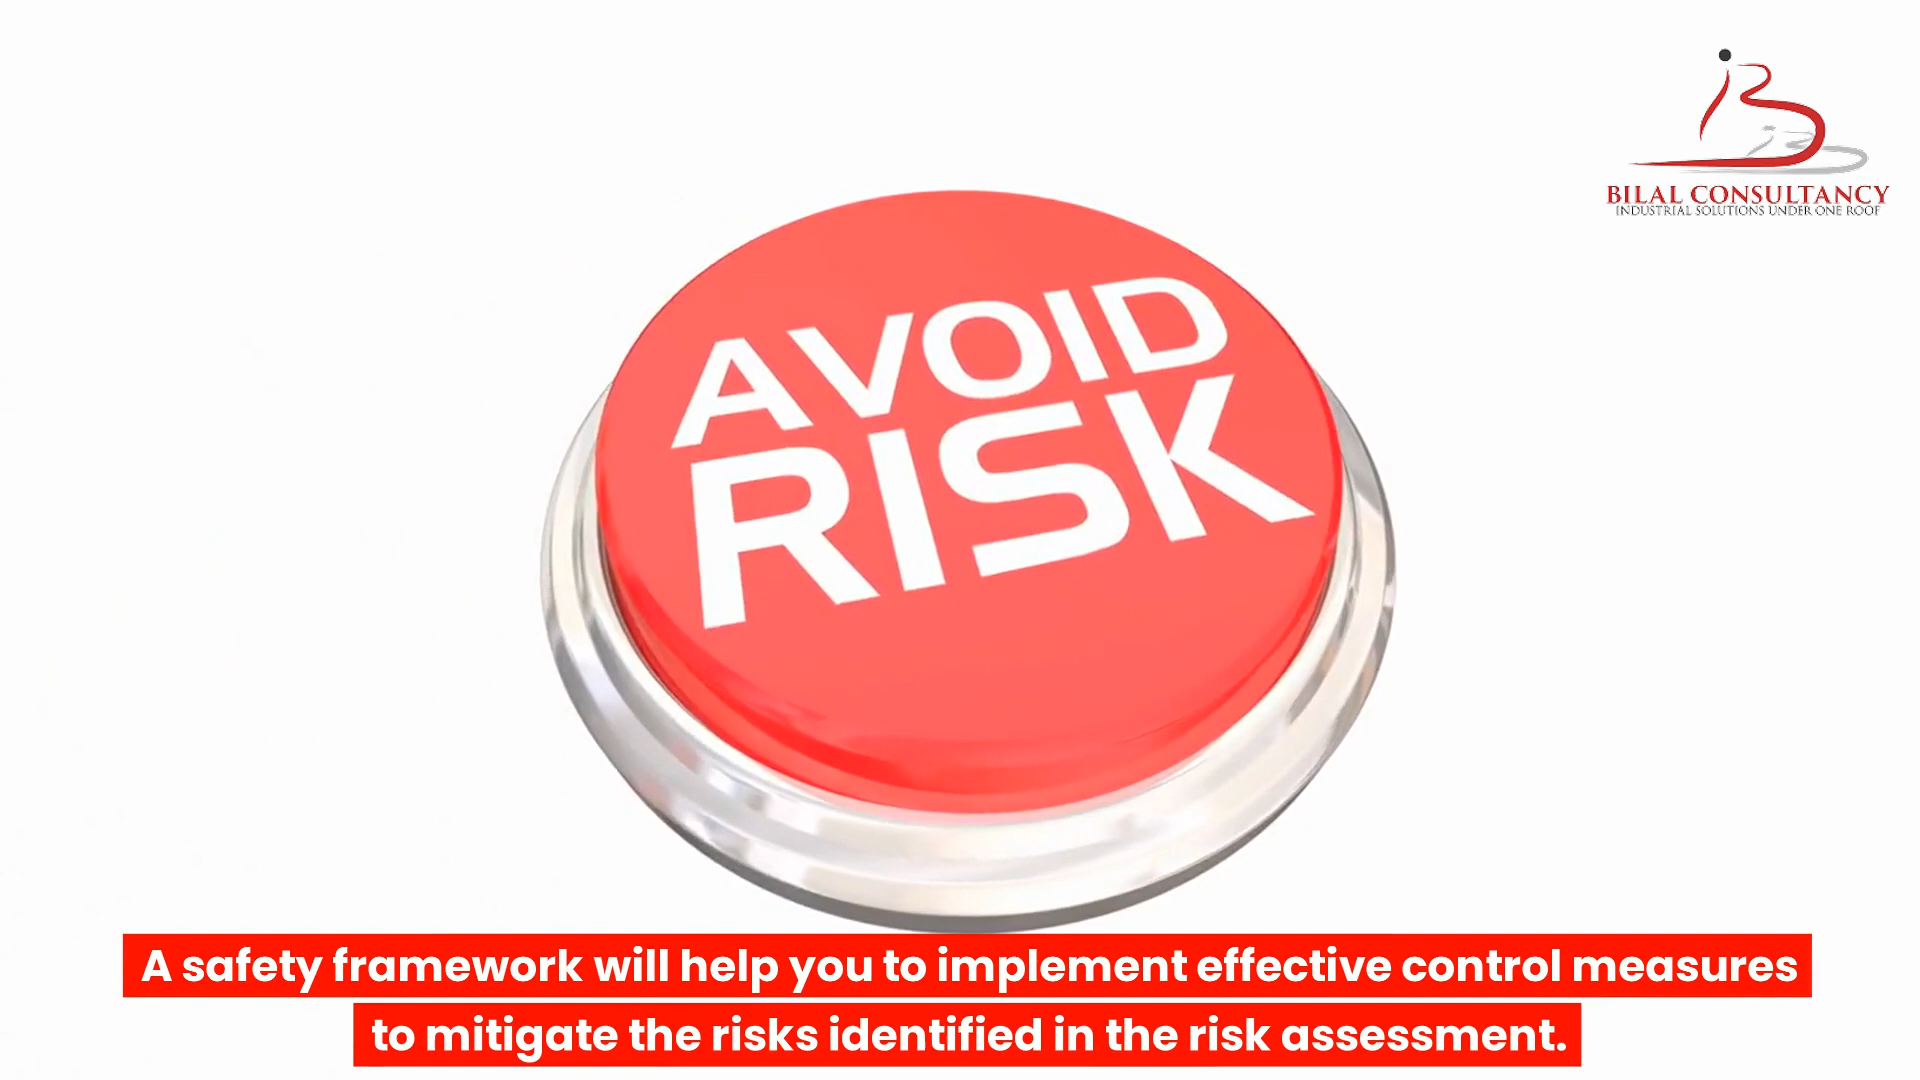 BILAL CONSULTANCY
INDUSTRIAL SOLUTIONS UNDER ONE ROOF
AVOID
RISK
A safety framework will help you to implement effective control measures
to mitigate the risks identified in the risk assessment.